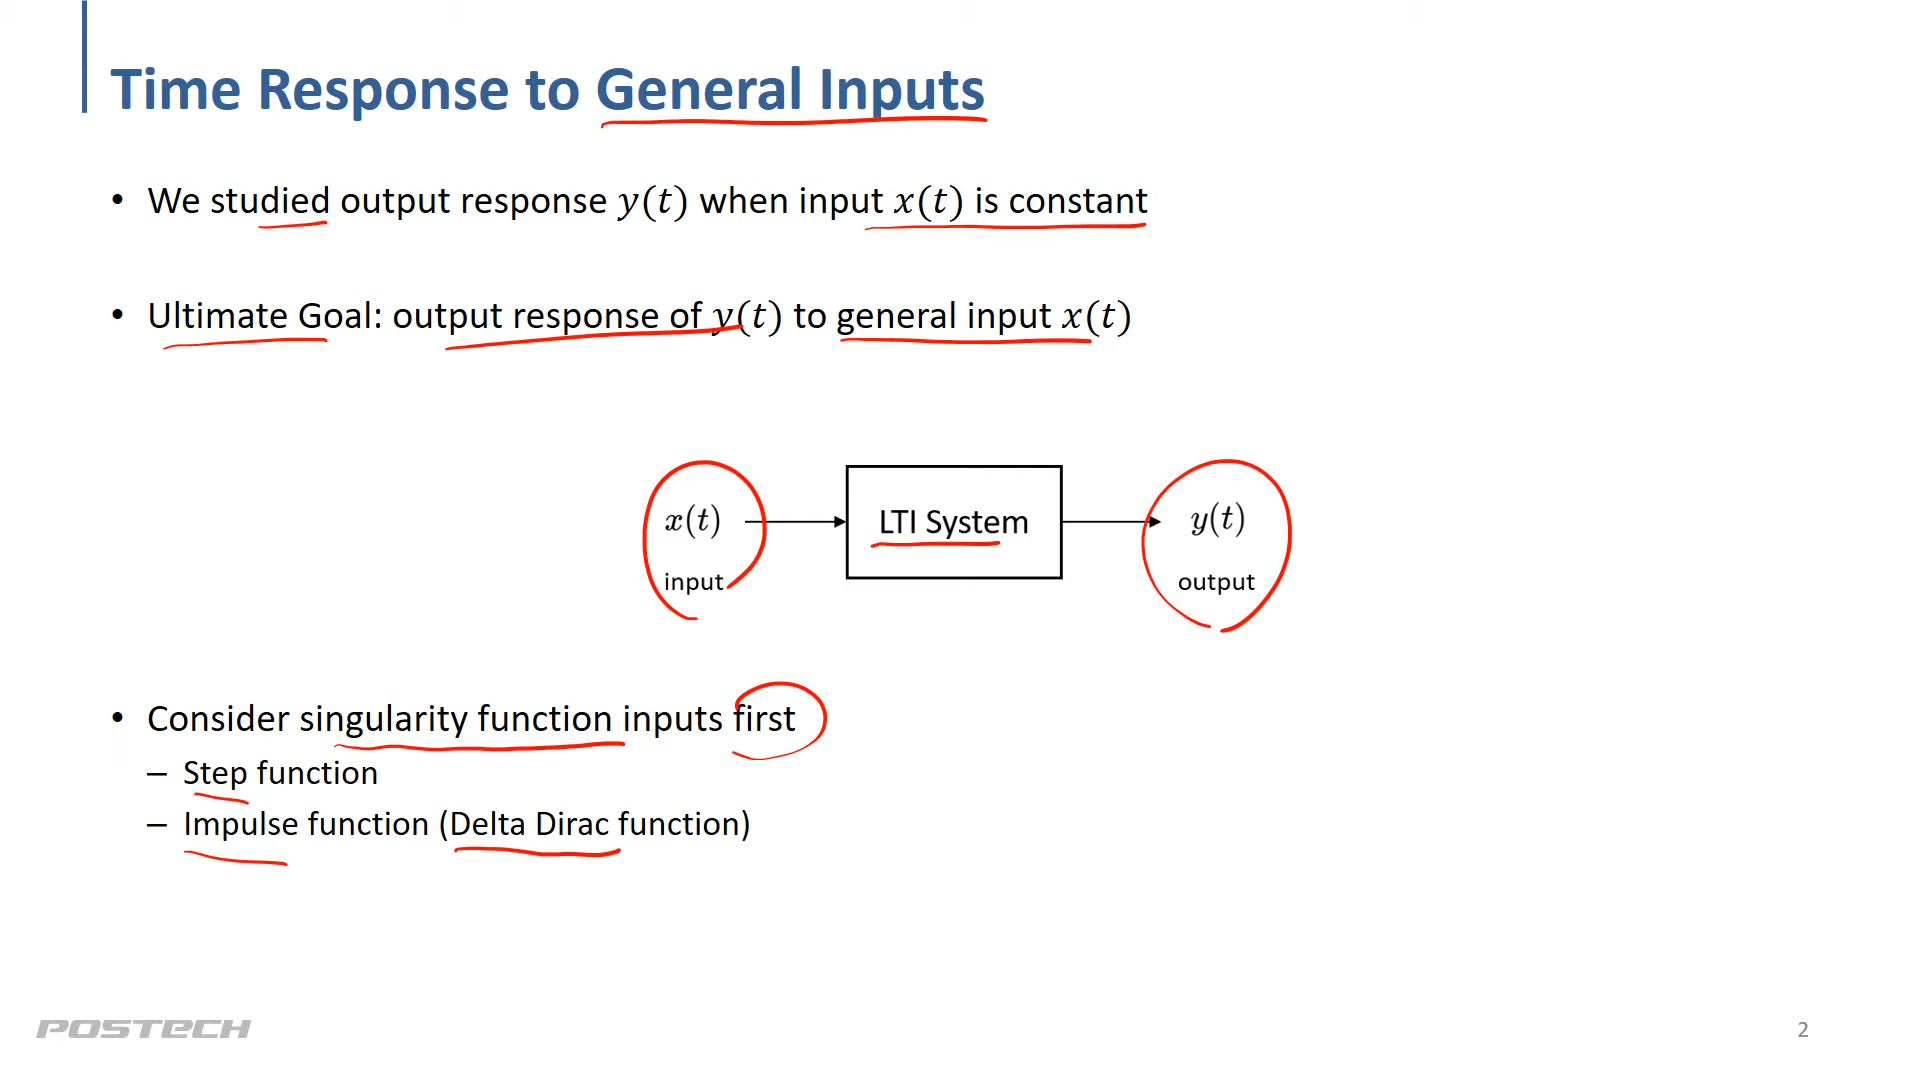 Time Response to General Inputs
• We studied output response y(t) when input x(t) is constant
• Ultimate Goal: output response of y(t) to general input x(t)
x(t) LTI System y(t)
input output
• Consider singularity function inputs first
– Step function
– Impulse function (Delta Dirac function)
POSTECH 2